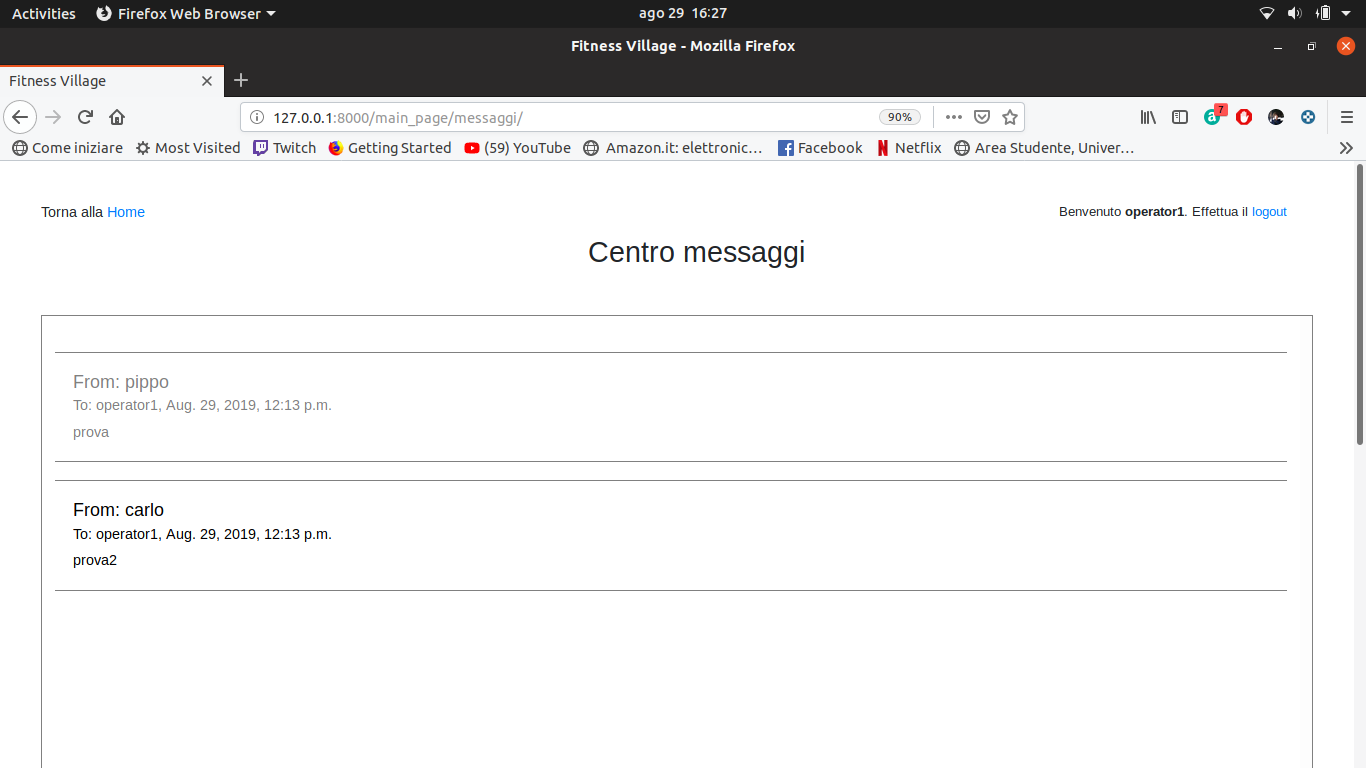 Activities Firefox Web Browser ago 29 16:27
Fitness Village - Mozilla Firefox
Fitness Village
127.0.0.1:8000/main_page/messaggi/ 90% a 7
Come iniziare Most Visited Twitch Getting Started (59) YouTube Amazon.it: elettronic… Facebook Netflix Area Studente, Univer…
Torna alla Home Benvenuto operator1. Effettua il logout
Centro messaggi
From: pippo
To: operator1, Aug. 29, 2019, 12:13 p.m.
prova
From: carlo
To: operator1, Aug. 29, 2019, 12:13 p.m.
prova2